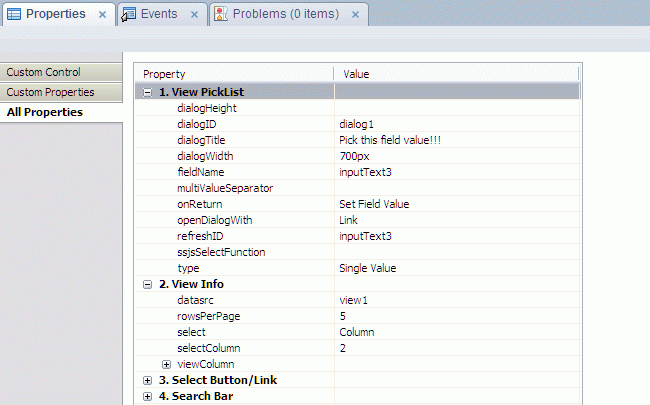 Properties Events Problems (0 items)
Custom Control
Custom Properties
All Properties
Property Value
1. View PickList
dialogHeight
dialogID dialog1
dialogTitle Pick this field value!!!
dialogWidth 700px
fieldName inputText3
multiValueSeparator
onReturn Set Field Value
openDialogWith Link
refreshID inputText3
ssjsSelectFunction
type Single Value
2. View Info
datasrc view1
rowsPerPage 5
select Column
selectColumn 2
viewColumn
3. Select Button/Link
4. Search Bar